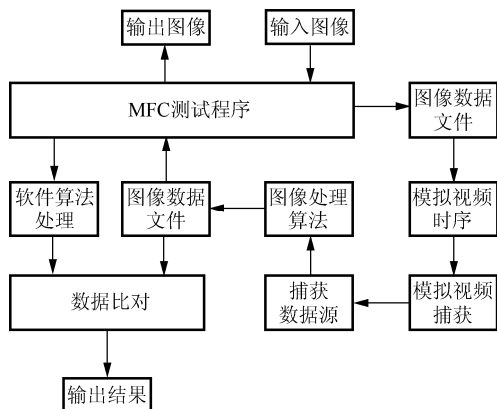 输出图像
输入图像
MFC测试程序
图像数据
文件
软件算法
处理
图像数据
文件
图像处理
算法
模拟视频
时序
数据比对
捕获
数据源
模拟视频
捕获
输出结果